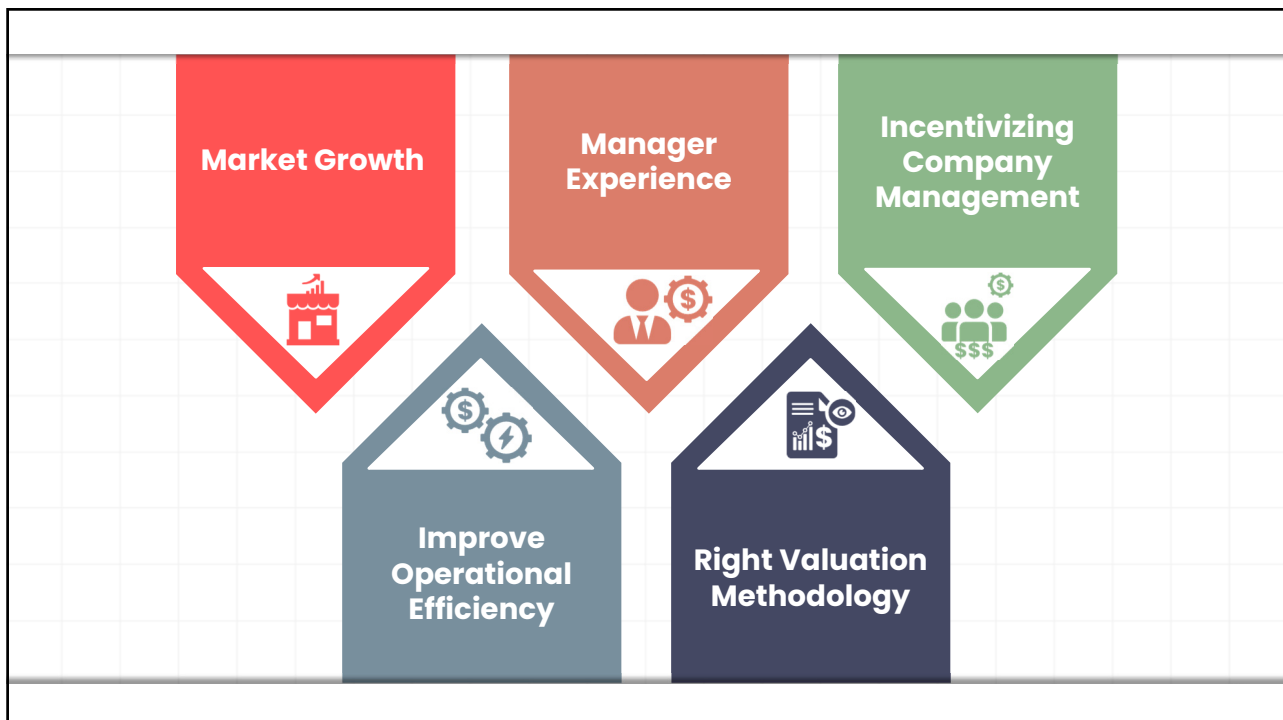 Market Growth
Manager
Experience
Incentivizing
Company
Management
$
$
$$$
$
$
Improve
Operational
Efficiency
Right Valuation
Methodology